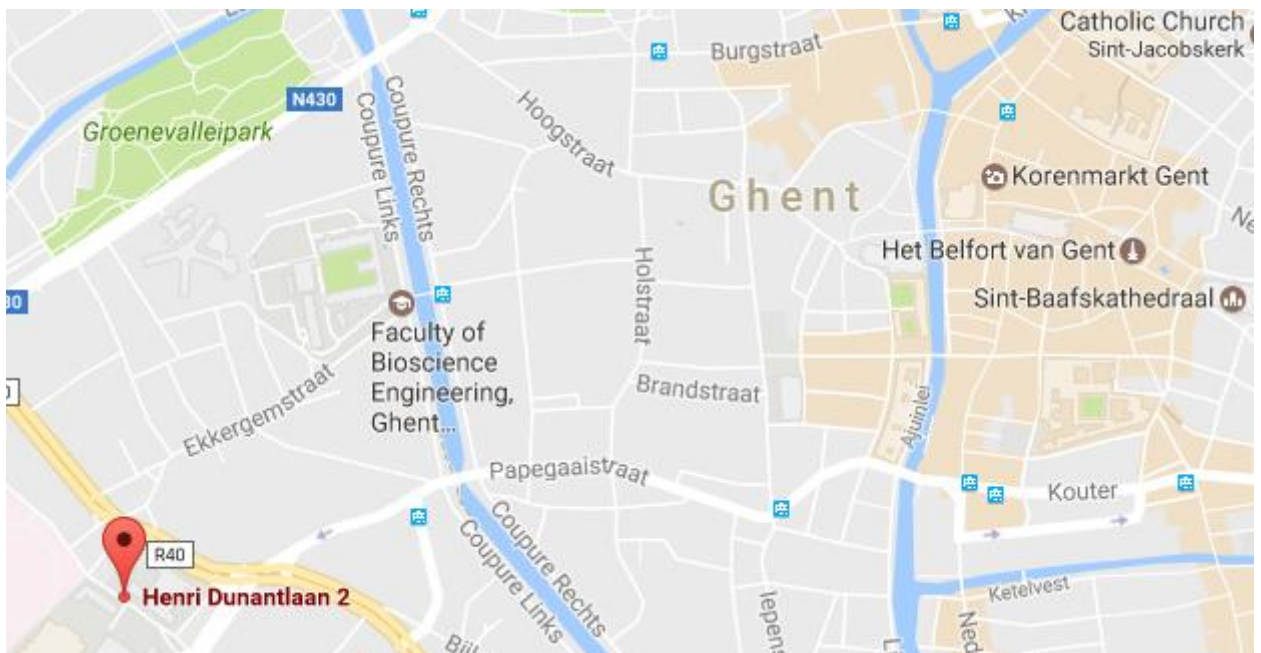 Catholic Church
Sint-Jacobskerk
Burgstraat
N430
Coupure Rechts
Coupure Links
Hoogstraat
Groenevalleipark
Korenmarkt Gent
Ghent
Het Belfort van Gent
Holstraat
Sint-Baafskathedraal
Faculty of
Bioscience
Engineering,
Ghent...
Brandstraat
Ekkergemstraat
Ajuinlei
Papegaaistraat
Kouter
Coupure Rechts
Coupure Links
R40
Henri Dunantlaan 2
Ketelvest